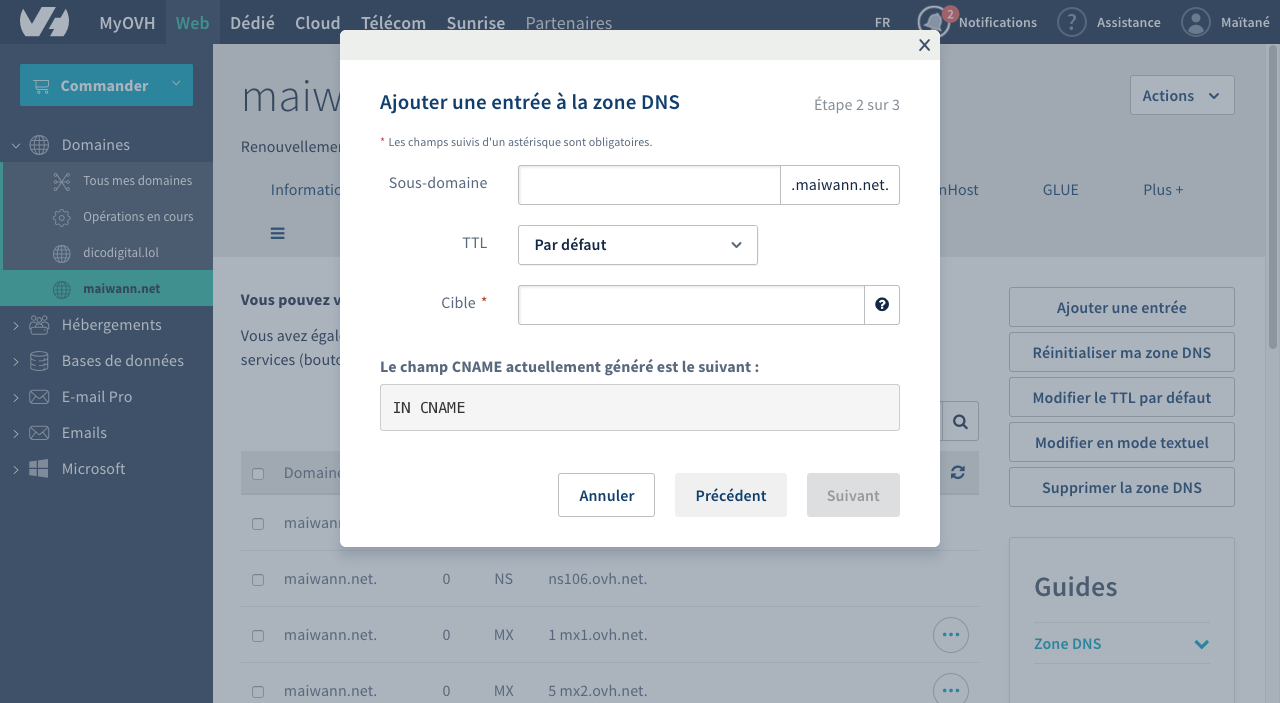 MyOVH Web Dédié Cloud Télécom Sunrise Partenaires FR 2 Notifications ? Assistance Maïtané
Commander
Domaines
Tous mes domaines
Opérations en cours
dicodigital.lol
maiwann.net
Hébergements
Bases de données
E-mail Pro
Emails
Microsoft
maiw
Actions
Renouvelleme
Informatio
nHost GLUE Plus +
Vous pouvez v
Vous avez égale
services (bouto
Ajouter une entrée à la zone DNS
Étape 2 sur 3
* Les champs suivis d'un astérisque sont obligatoires.
Sous-domaine .maiwann.net.
TTL Par défaut
Cible * ?
Le champ CNAME actuellement généré est le suivant :
IN CNAME
Annuler Précédent Suivant
Domaine
maiwann.
maiwann.net. 0 NS ns106.ovh.net.
maiwann.net. 0 MX 1 mx1.ovh.net.
maiwann.net. 0 MX 5 mx2.ovh.net.
Ajouter une entrée
Réinitialiser ma zone DNS
Modifier le TTL par défaut
Modifier en mode textuel
Supprimer la zone DNS
Guides
Zone DNS